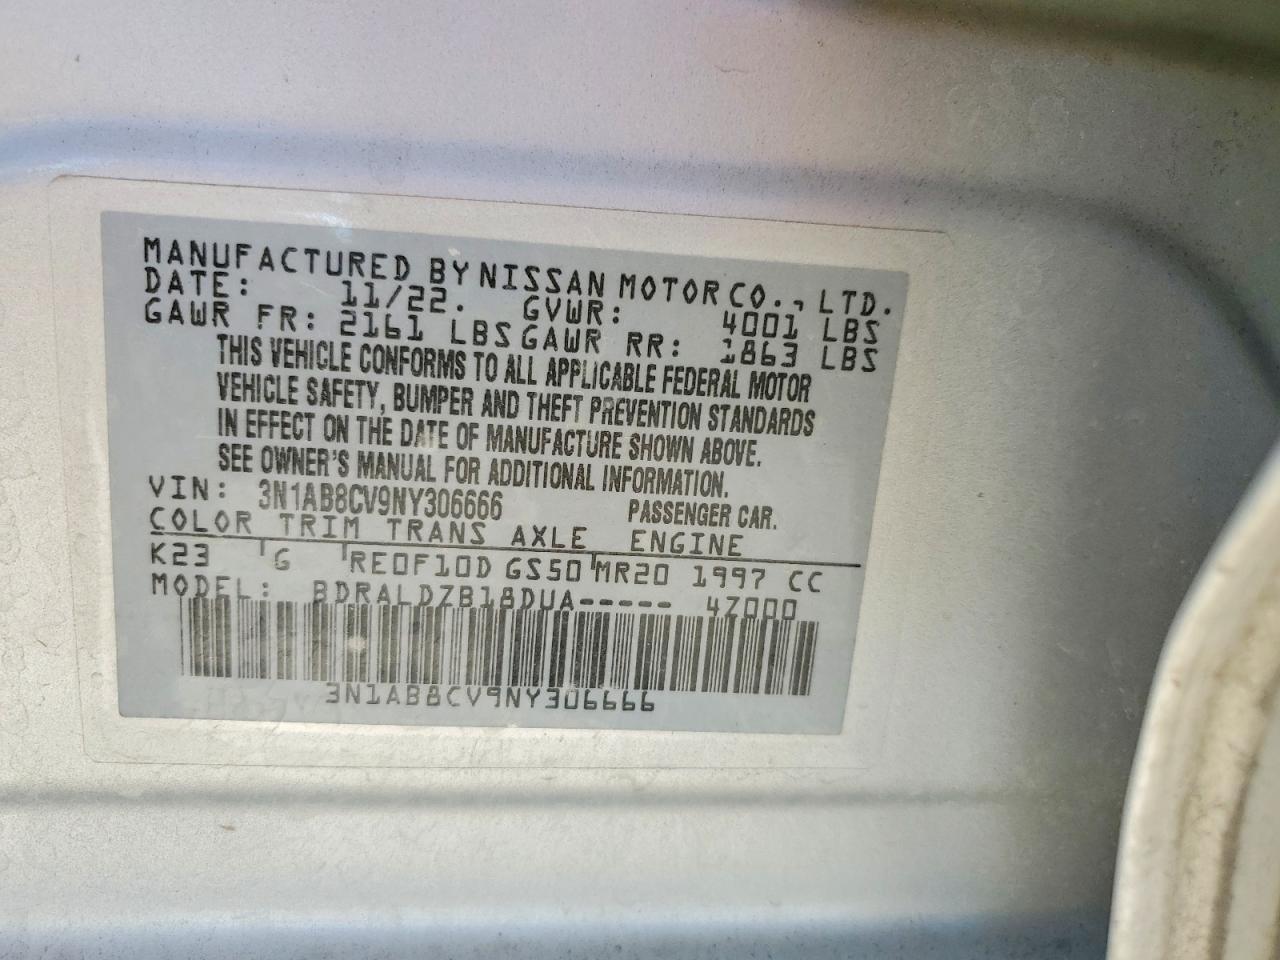 MANUFACTURED BY NISSAN MOTOR CO., LTD.
DATE: 11/22. GVWR: 4001 LBS
GAWR FR: 2161 LBS GAWR RR: 1863 LBS
THIS VEHICLE CONFORMS TO ALL APPLICABLE FEDERAL MOTOR
VEHICLE SAFETY, BUMPER AND THEFT PREVENTION STANDARDS
IN EFFECT ON THE DATE OF MANUFACTURE SHOWN ABOVE.
SEE OWNER'S MANUAL FOR ADDITIONAL INFORMATION.
VIN: 3N1AB8CV9NY306666 PASSENGER CAR.
COLOR TRIM TRANS AXLE ENGINE
K23 G RE0F10D GS50 MR20 1997 CC
MODEL: BDRALDZB18DUA----- 4Z000
3N1AB8CV9NY306666